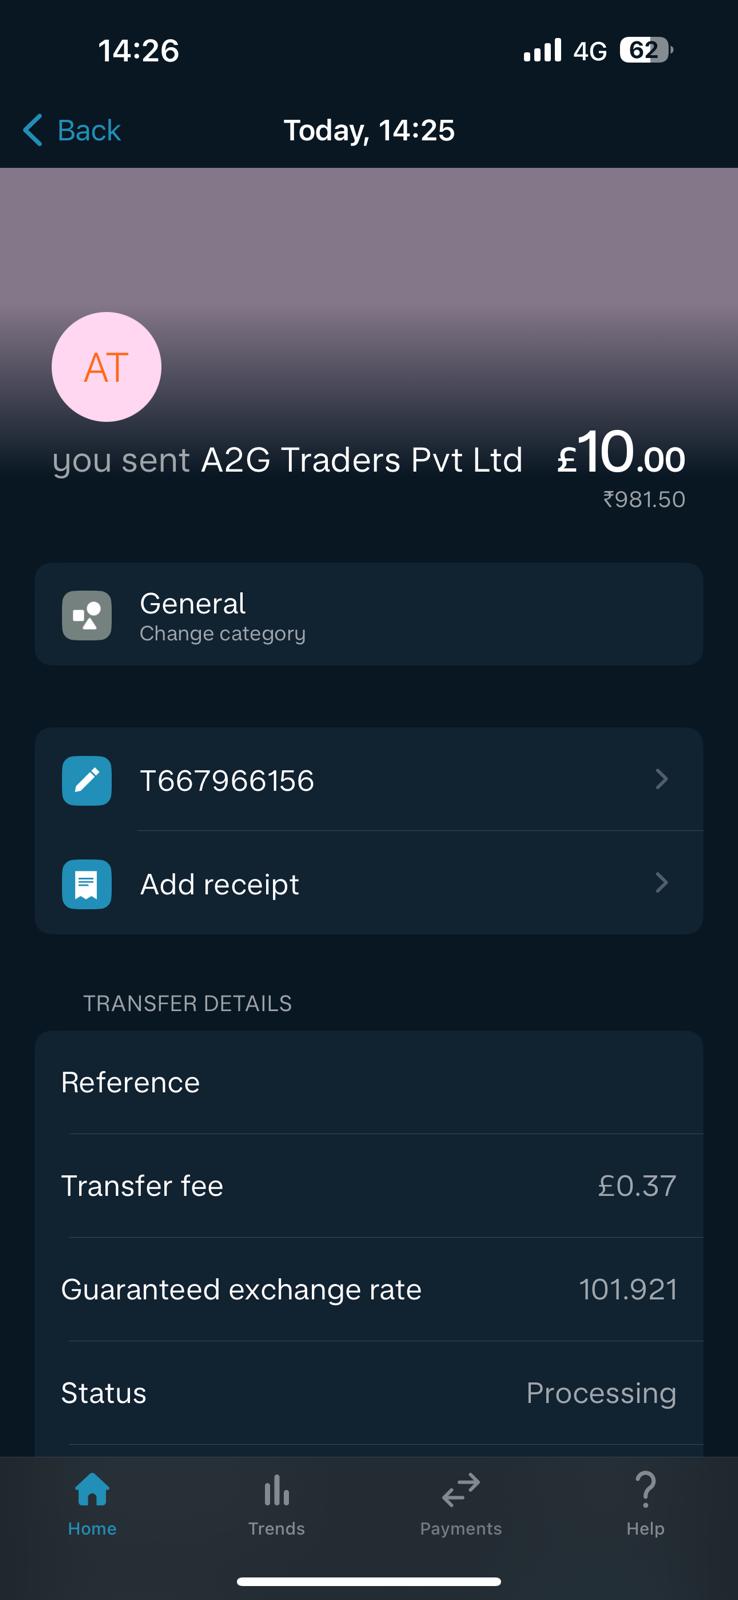 14:26
4G 62
Back
Today, 14:25
AT
you sent A2G Traders Pvt Ltd £10.00
₹981.50
General
Change category
T667966156
Add receipt
TRANSFER DETAILS
Reference
Transfer fee £0.37
Guaranteed exchange rate 101.921
Status Processing
Home Trends Payments Help